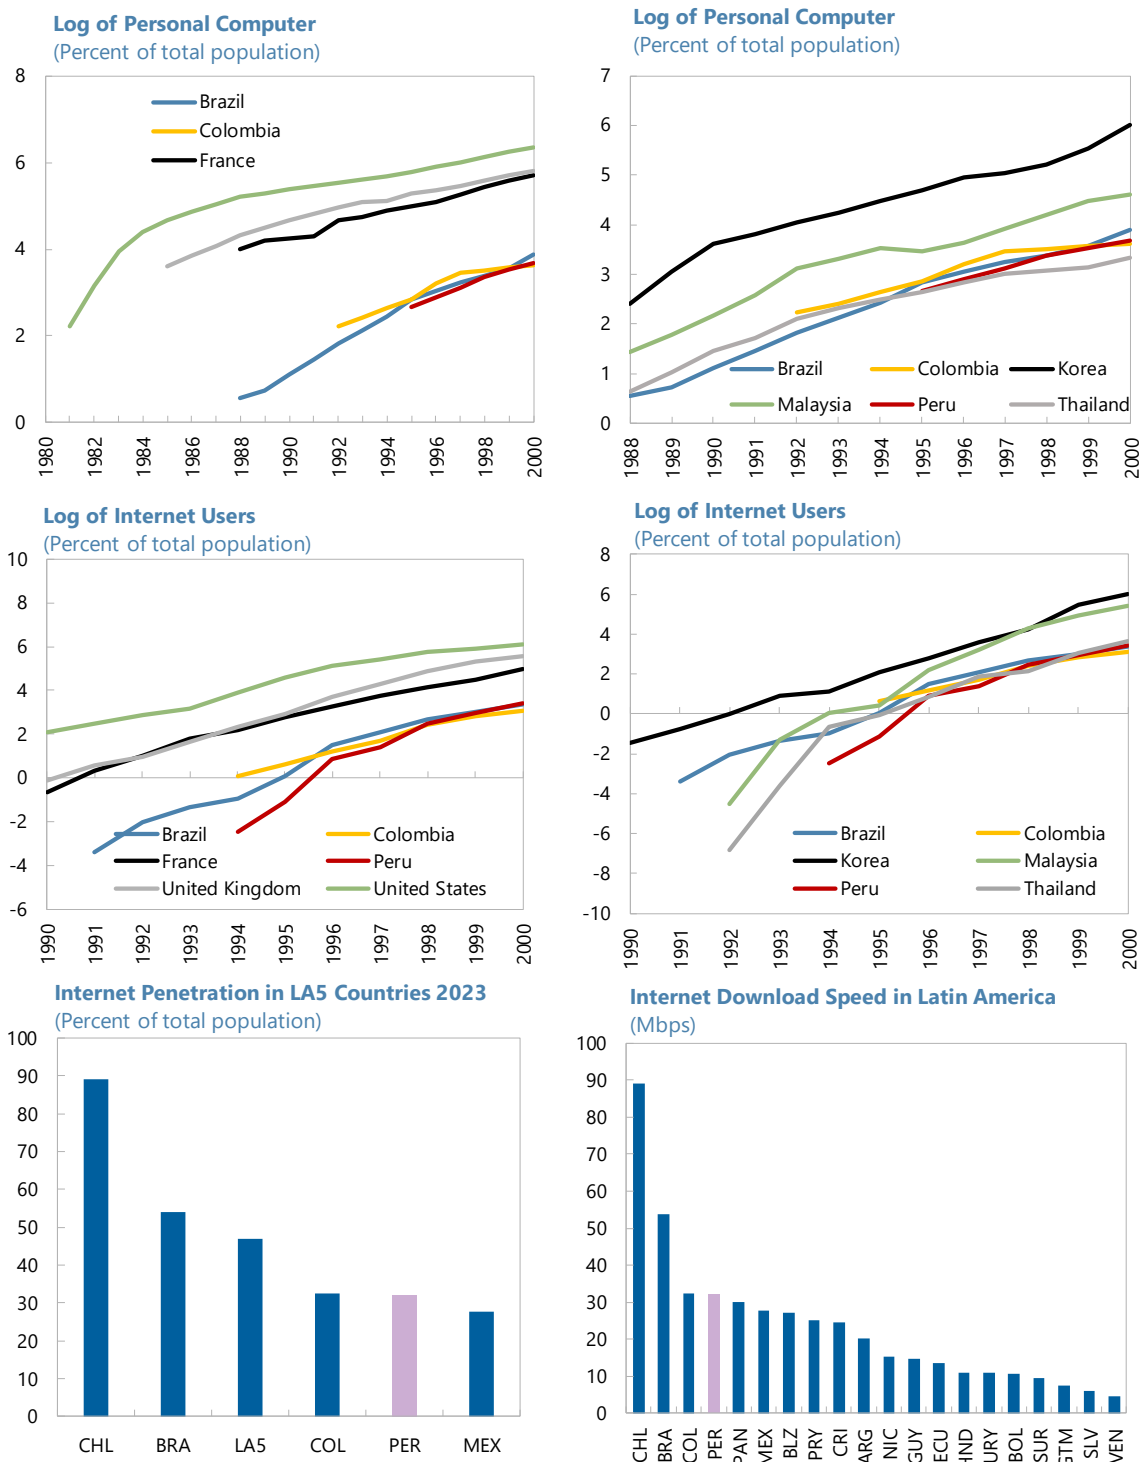 Log of Personal Computer
(Percent of total population)
8
6
4
2
0
Brazil
Colombia
France
1980
1982
1984
1986
1988
1990
1992
1994
1996
1998
2000
Log of Personal Computer
(Percent of total population)
7
6
5
4
3
2
1
0
Brazil
Colombia
Korea
Malaysia
Peru
Thailand
1988
1989
1990
1991
1992
1993
1994
1995
1996
1997
1998
1999
2000
Log of Internet Users
(Percent of total population)
10
8
6
4
2
0
-2
-4
-6
Brazil
Colombia
France
Peru
United Kingdom
United States
1990
1991
1992
1993
1994
1995
1996
1997
1998
1999
2000
Log of Internet Users
(Percent of total population)
8
6
4
2
0
-2
-4
-6
-8
-10
Brazil
Colombia
Korea
Malaysia
Peru
Thailand
1990
1991
1992
1993
1994
1995
1996
1997
1998
1999
2000
Internet Penetration in LA5 Countries 2023
(Percent of total population)
100
90
80
70
60
50
40
30
20
10
0
CHL
BRA
LA5
COL
PER
MEX
Internet Download Speed in Latin America
(Mbps)
100
90
80
70
60
50
40
30
20
10
0
CHL
BRA
COL
PER
PAN
MEX
BLZ
PRY
CRI
ARG
NIC
GUY
ECU
HND
URY
BOL
SUR
GTM
SLV
VEN